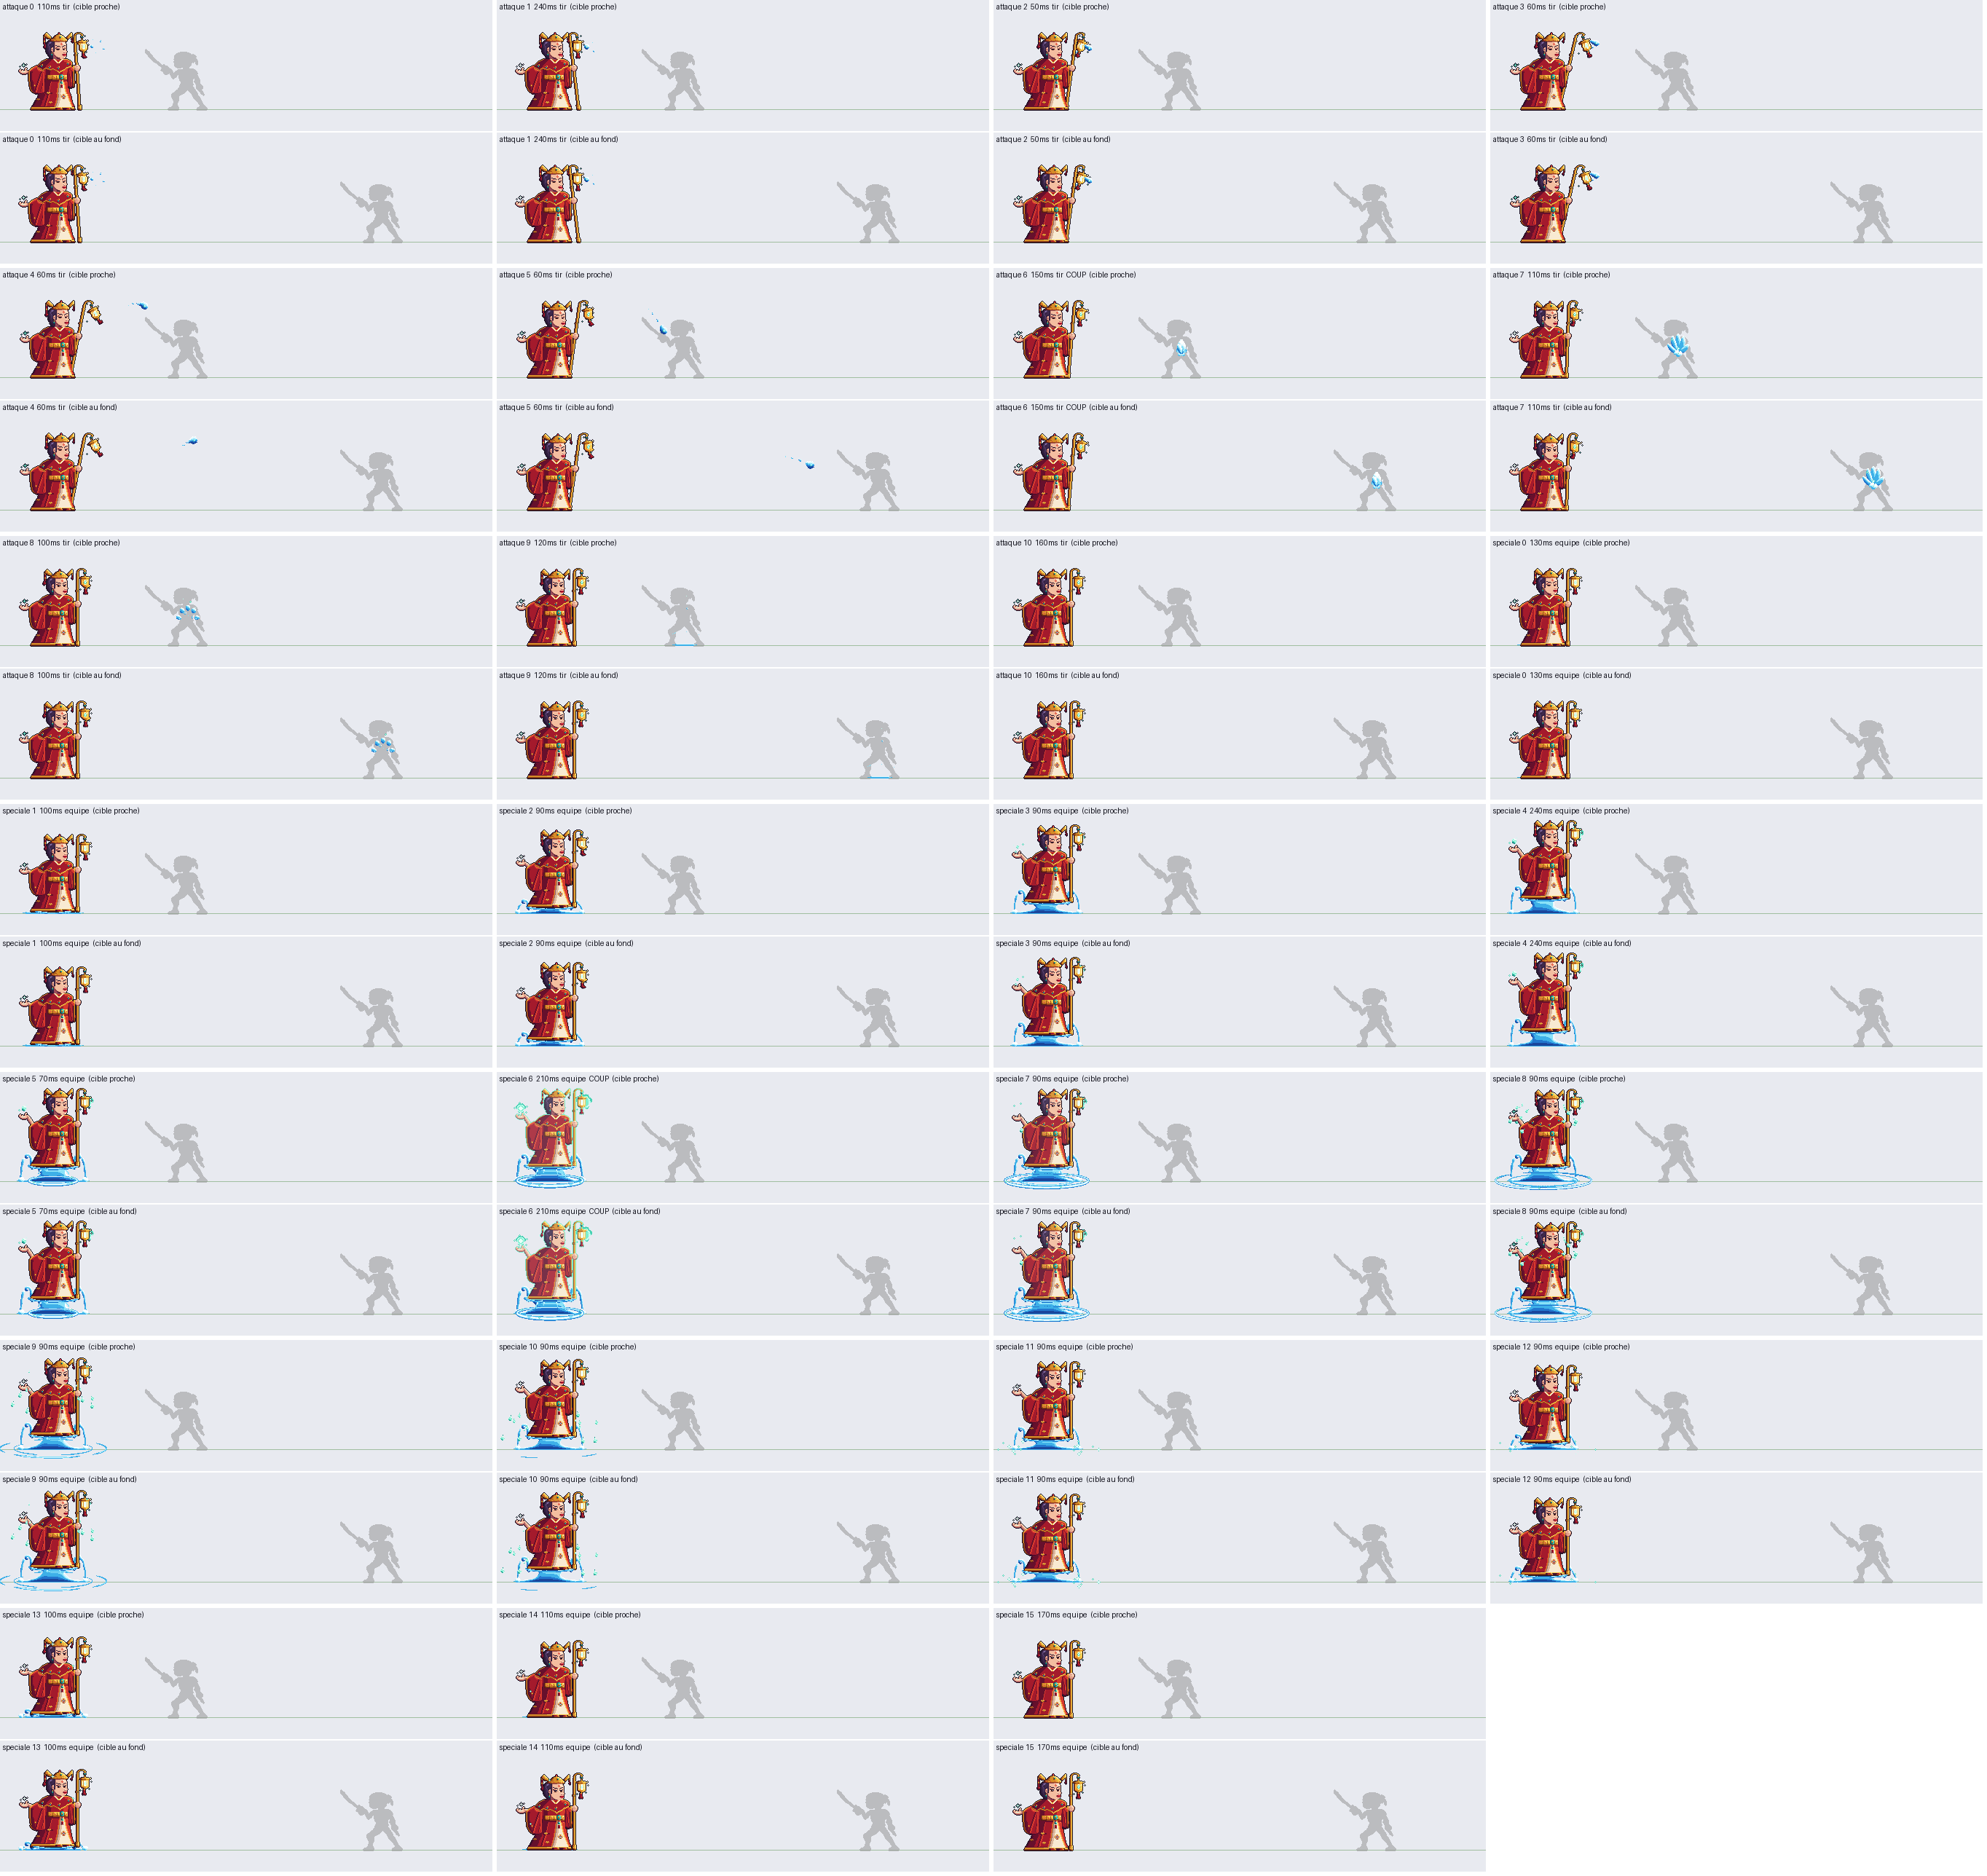 attaque 0 110ms tir (cible proche)
attaque 1 240ms tir (cible proche)
attaque 2 50ms tir (cible proche)
attaque 3 60ms tir (cible proche)
attaque 0 110ms tir (cible au fond)
attaque 1 240ms tir (cible au fond)
attaque 2 50ms tir (cible au fond)
attaque 3 60ms tir (cible au fond)
attaque 4 60ms tir (cible proche)
attaque 5 60ms tir (cible proche)
attaque 6 150ms tir COUP (cible proche)
attaque 7 110ms tir (cible proche)
attaque 4 60ms tir (cible au fond)
attaque 5 60ms tir (cible au fond)
attaque 6 150ms tir COUP (cible au fond)
attaque 7 110ms tir (cible au fond)
attaque 8 100ms tir (cible proche)
attaque 9 120ms tir (cible proche)
attaque 10 160ms tir (cible proche)
speciale 0 130ms equipe (cible proche)
attaque 8 100ms tir (cible au fond)
attaque 9 120ms tir (cible au fond)
attaque 10 160ms tir (cible au fond)
speciale 0 130ms equipe (cible au fond)
speciale 1 100ms equipe (cible proche)
speciale 2 90ms equipe (cible proche)
speciale 3 90ms equipe (cible proche)
speciale 4 240ms equipe (cible proche)
speciale 1 100ms equipe (cible au fond)
speciale 2 90ms equipe (cible au fond)
speciale 3 90ms equipe (cible au fond)
speciale 4 240ms equipe (cible au fond)
speciale 5 70ms equipe (cible proche)
speciale 6 210ms equipe COUP (cible proche)
speciale 7 90ms equipe (cible proche)
speciale 8 90ms equipe (cible proche)
speciale 5 70ms equipe (cible au fond)
speciale 6 210ms equipe COUP (cible au fond)
speciale 7 90ms equipe (cible au fond)
speciale 8 90ms equipe (cible au fond)
speciale 9 90ms equipe (cible proche)
speciale 10 90ms equipe (cible proche)
speciale 11 90ms equipe (cible proche)
speciale 12 90ms equipe (cible proche)
speciale 9 90ms equipe (cible au fond)
speciale 10 90ms equipe (cible au fond)
speciale 11 90ms equipe (cible au fond)
speciale 12 90ms equipe (cible au fond)
speciale 13 100ms equipe (cible proche)
speciale 14 110ms equipe (cible proche)
speciale 15 170ms equipe (cible proche)
speciale 13 100ms equipe (cible au fond)
speciale 14 110ms equipe (cible au fond)
speciale 15 170ms equipe (cible au fond)